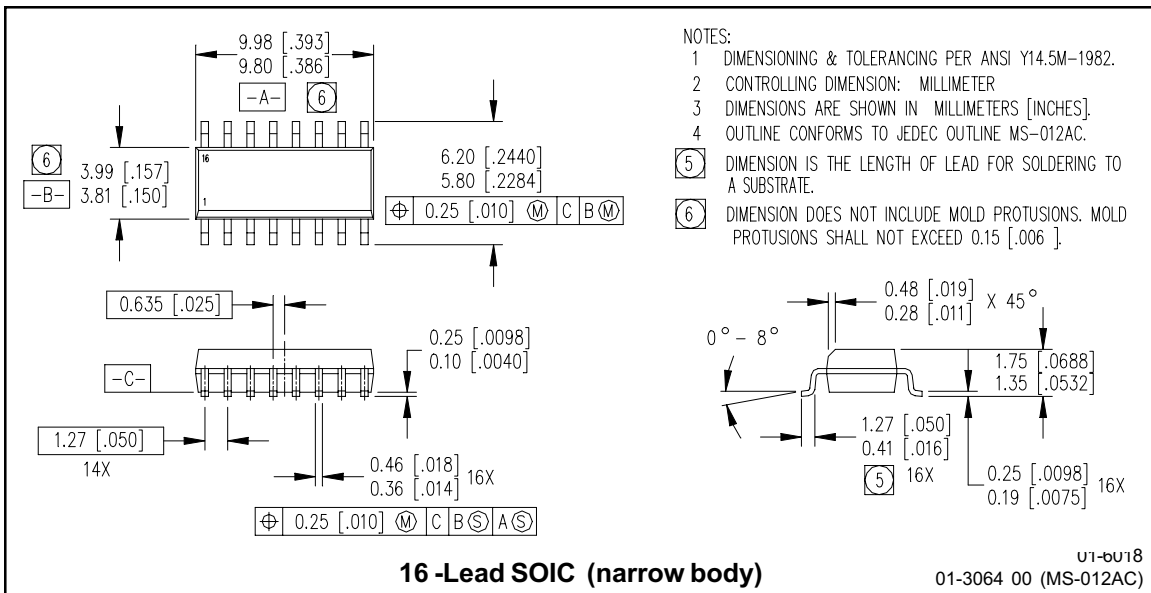 9.98 [.393]
9.80 [.386]
-A- 6
6
3.99 [.157]
3.81 [.150]
-B-
16
1
6.20 [.2440]
5.80 [.2284]
⌖ 0.25 [.010] Ⓜ C B Ⓜ
NOTES:
1 DIMENSIONING & TOLERANCING PER ANSI Y14.5M-1982.
2 CONTROLLING DIMENSION: MILLIMETER
3 DIMENSIONS ARE SHOWN IN MILLIMETERS [INCHES].
4 OUTLINE CONFORMS TO JEDEC OUTLINE MS-012AC.
5 DIMENSION IS THE LENGTH OF LEAD FOR SOLDERING TO
A SUBSTRATE.
6 DIMENSION DOES NOT INCLUDE MOLD PROTUSIONS. MOLD
PROTUSIONS SHALL NOT EXCEED 0.15 [.006 ].
0.635 [.025]
0.25 [.0098]
0.10 [.0040]
-C-
1.27 [.050]
14X
0.46 [.018]
0.36 [.014] 16X
⌖ 0.25 [.010] Ⓜ C B Ⓢ A Ⓢ
0.48 [.019]
0.28 [.011] X 45°
0° - 8°
1.75 [.0688]
1.35 [.0532]
1.27 [.050]
0.41 [.016]
5 16X
0.25 [.0098]
0.19 [.0075] 16X
16 -Lead SOIC (narrow body)
01-6018
01-3064 00 (MS-012AC)